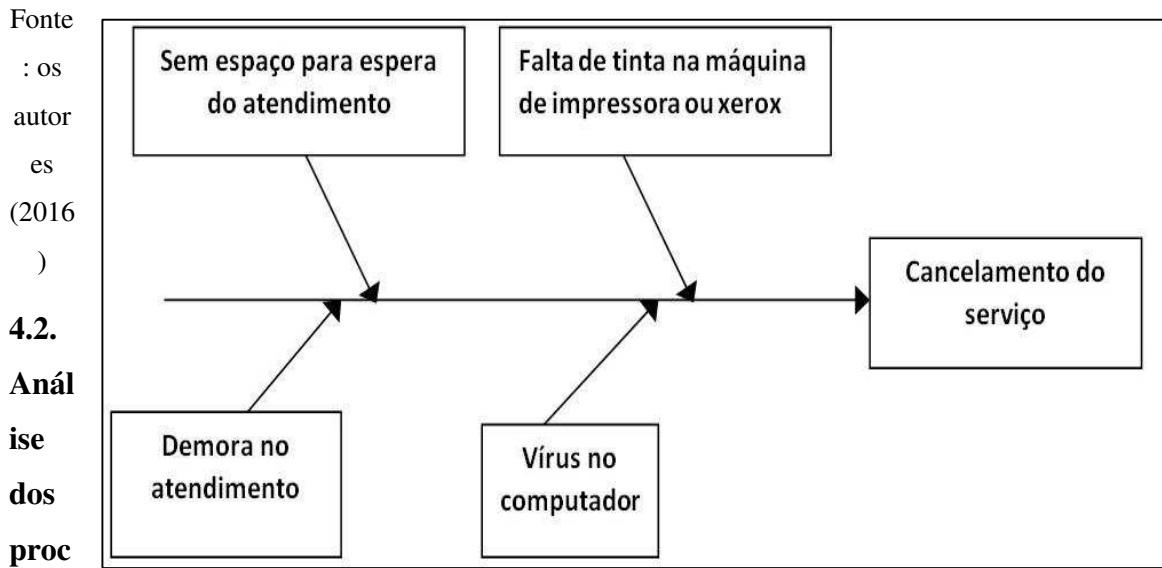 Fonte
: os
autor
es
(2016
)
4.2.
Anál
ise
dos
proc
Sem espaço para espera
do atendimento
Falta de tinta na máquina
de impressora ou xerox
Cancelamento do
serviço
Demora no
atendimento
Vírus no
computador